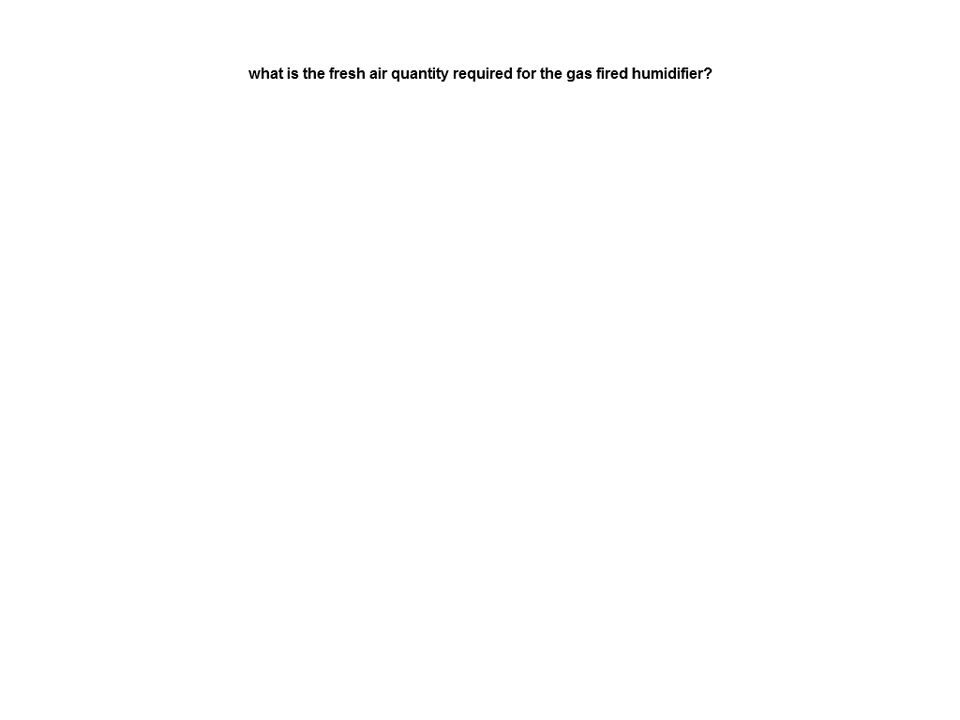 what is the fresh air quantity required for the gas fired humidifier?